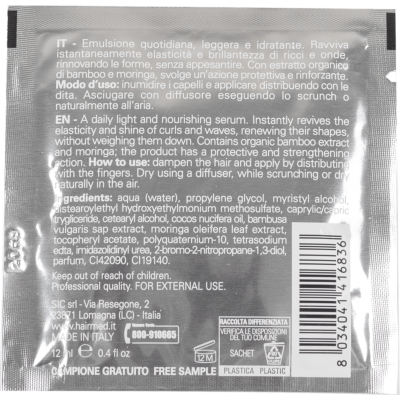 IT - Emulsione quotidiana, leggera e idratante. Ravviva
istantaneamente elasticità e brillantezza di ricci e onde,
rinnovando le forme, senza appesantire. Con estratto organico
di bamboo e moringa, svolge un'azione protettiva e rinforzante.
Modo d'uso: inumidire i capelli e applicare distribuendo con le
dita. Asciugare con diffusore eseguendo lo scrunch o
naturalmente all'aria.
EN - A daily light and nourishing serum. Instantly revives the
elasticity and shine of curls and waves, renewing their shapes,
without weighing them down. Contains organic bamboo extract
and moringa; the product has a protective and strengthening
action. How to use: dampen the hair and apply by distributing
with the fingers. Dry using a diffuser, while scrunching or dry
naturally in the air.
Ingredients: aqua (water), propylene glycol, myristyl alcohol,
distearoylethyl hydroxyethylmonium methosulfate, caprylic/capric
trygliceride, cetearyl alcohol, cocos nucifera oil, bambusa
vulgaris sap extract, moringa oleifera leaf extract,
tocopheryl acetate, polyquaternium-10, tetrasodium
edta, imidazolidinyl urea, 2-bromo-2-nitropropane-1,3-diol,
parfum, CI42090, CI19140.
Keep out of reach of children.
Professional quality. FOR EXTERNAL USE.
SIC srl - Via Resegone, 2
23871 Lomagna (LC) - Italia
www.hairmed.it
MADE IN ITALY
Numero Verde
800-910665
12 ml e 0.4 fl oz
12 M
CAMPIONE GRATUITO FREE SAMPLE
RACCOLTA DIFFERENZIATA
VERIFICA LE DISPOSIZIONI
DEL TUO COMUNE
SACHET
PLASTICA PLASTIC
8034041416836